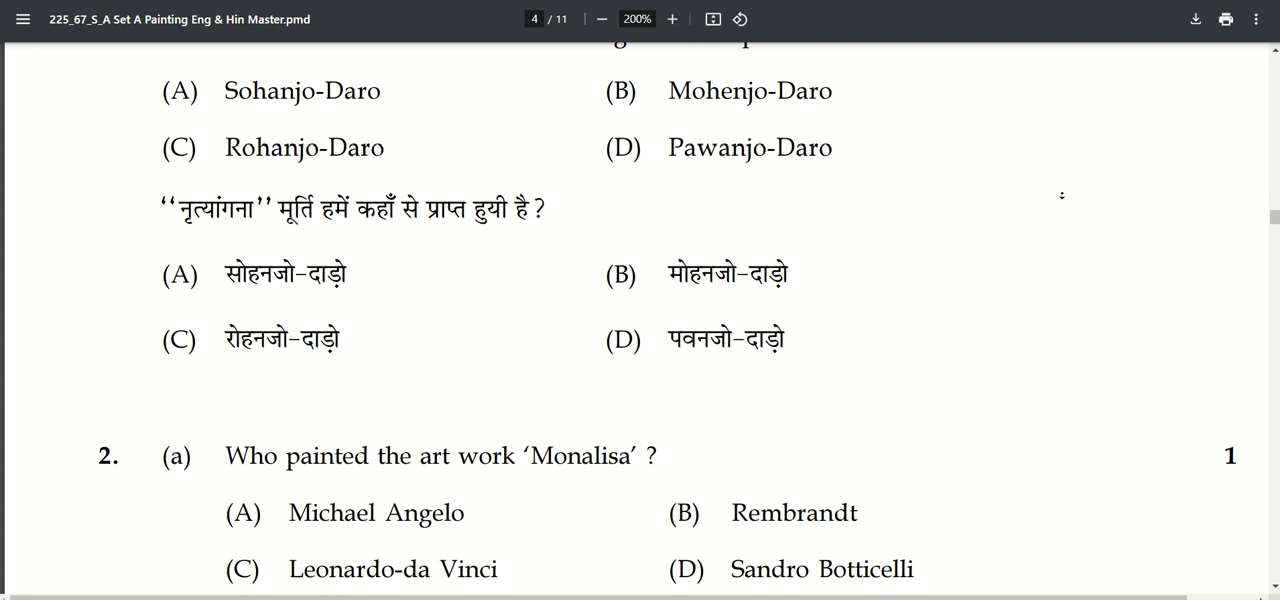 225_67_S_A Set A Painting Eng & Hin Master.pmd 4 / 11 200%
(A) Sohanjo-Daro (B) Mohenjo-Daro
(C) Rohanjo-Daro (D) Pawanjo-Daro
‘‘नृत्यांगना’’ मूर्ति हमें कहाँ से प्राप्त हुयी है ?
(A) सोहनजो-दाड़ो (B) मोहनजो-दाड़ो
(C) रोहनजो-दाड़ो (D) पवनजो-दाड़ो
2. (a) Who painted the art work ‘Monalisa’ ? 1
(A) Michael Angelo (B) Rembrandt
(C) Leonardo-da Vinci (D) Sandro Botticelli